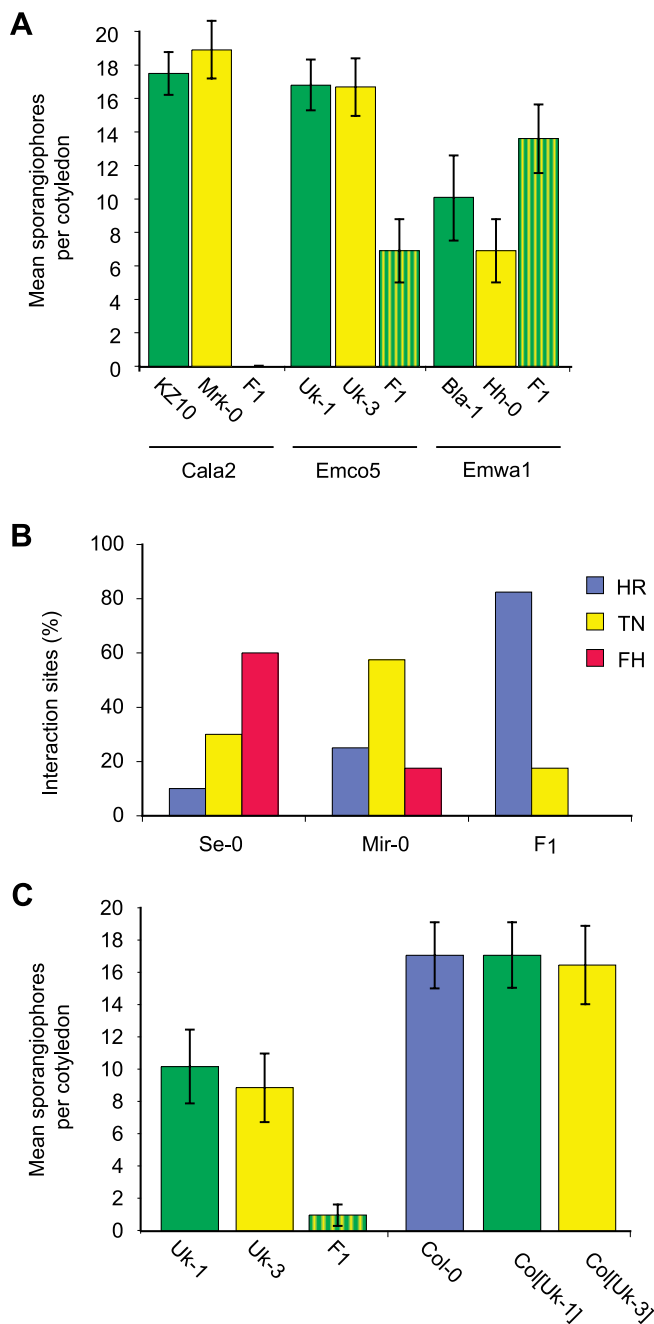 A
Mean sporangiophores
per cotyledon
20
18
16
14
12
10
8
6
4
2
0
KZ10
Mrk-0
F1
Uk-1
Uk-3
F1
Bla-1
Hh-0
F1
Cala2
Emco5
Emwa1
B
Interaction sites (%)
100
80
60
40
20
0
HR
TN
FH
Se-0
Mir-0
F1
C
Mean sporangiophores
per cotyledon
20
18
16
14
12
10
8
6
4
2
0
Uk-1
Uk-3
F1
Col-0
Col[Uk-1]
Col[Uk-3]